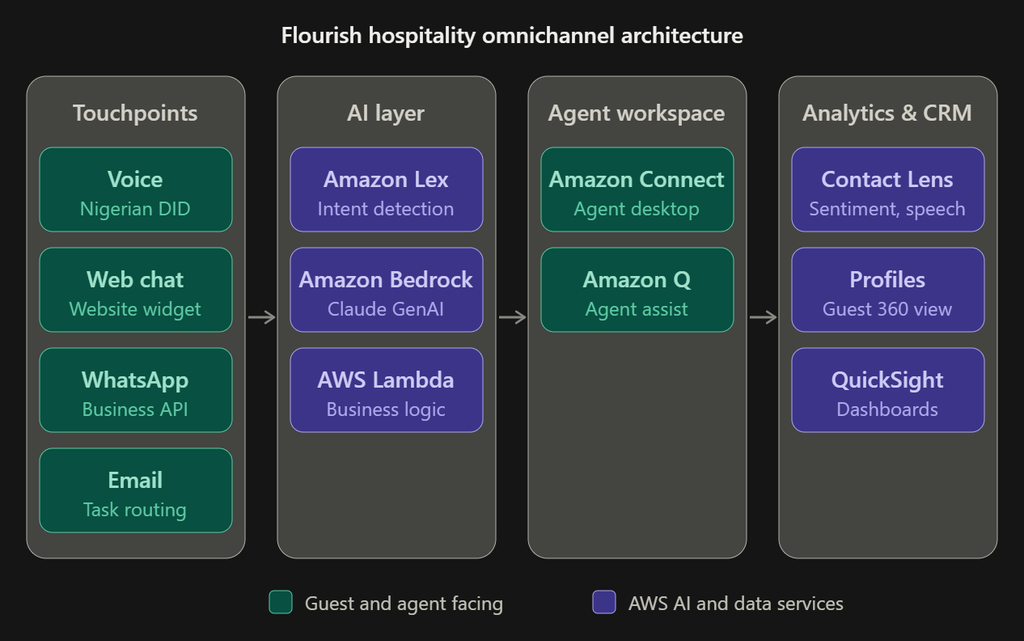 Flourish hospitality omnichannel architecture
Touchpoints
Voice
Nigerian DID
Web chat
Website widget
WhatsApp
Business API
Email
Task routing
AI layer
Amazon Lex
Intent detection
Amazon Bedrock
Claude GenAI
AWS Lambda
Business logic
Agent workspace
Amazon Connect
Agent desktop
Amazon Q
Agent assist
Analytics & CRM
Contact Lens
Sentiment, speech
Profiles
Guest 360 view
QuickSight
Dashboards
Guest and agent facing
AWS AI and data services